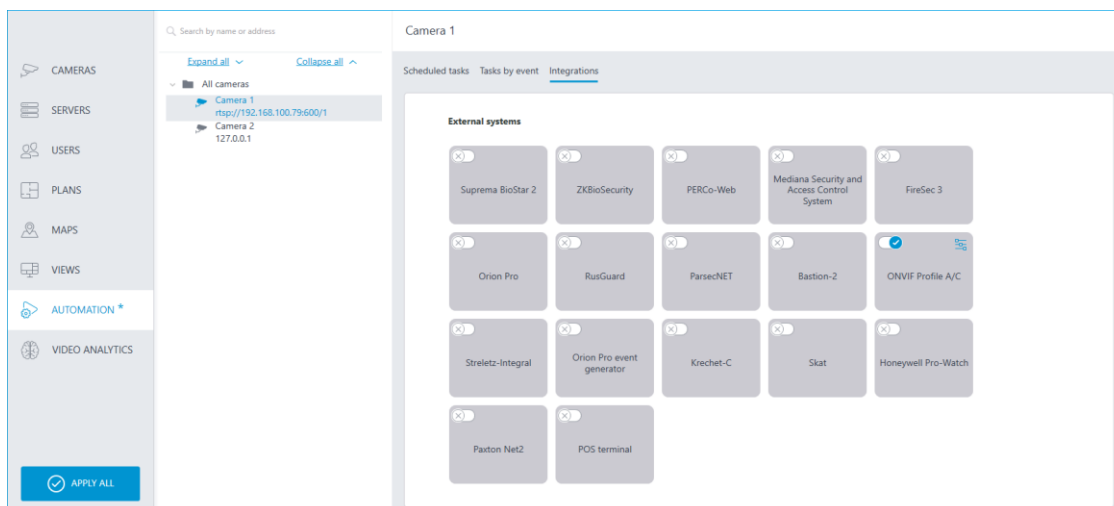 Search by name or address
Camera 1
Expand all
Collapse all
Scheduled tasks Tasks by event Integrations
CAMERAS
All cameras
Camera 1
rtsp://192.168.100.79:600/1
Camera 2
127.0.0.1
SERVERS
USERS
PLANS
MAPS
VIEWS
AUTOMATION *
VIDEO ANALYTICS
APPLY ALL
External systems
Suprema BioStar 2
ZKBioSecurity
PERCo-Web
Mediana Security and
Access Control
System
FireSec 3
Orion Pro
RusGuard
ParsecNET
Bastion-2
ONVIF Profile A/C
Streletz-Integral
Orion Pro event
generator
Krechet-C
Skat
Honeywell Pro-Watch
Paxton Net2
POS terminal